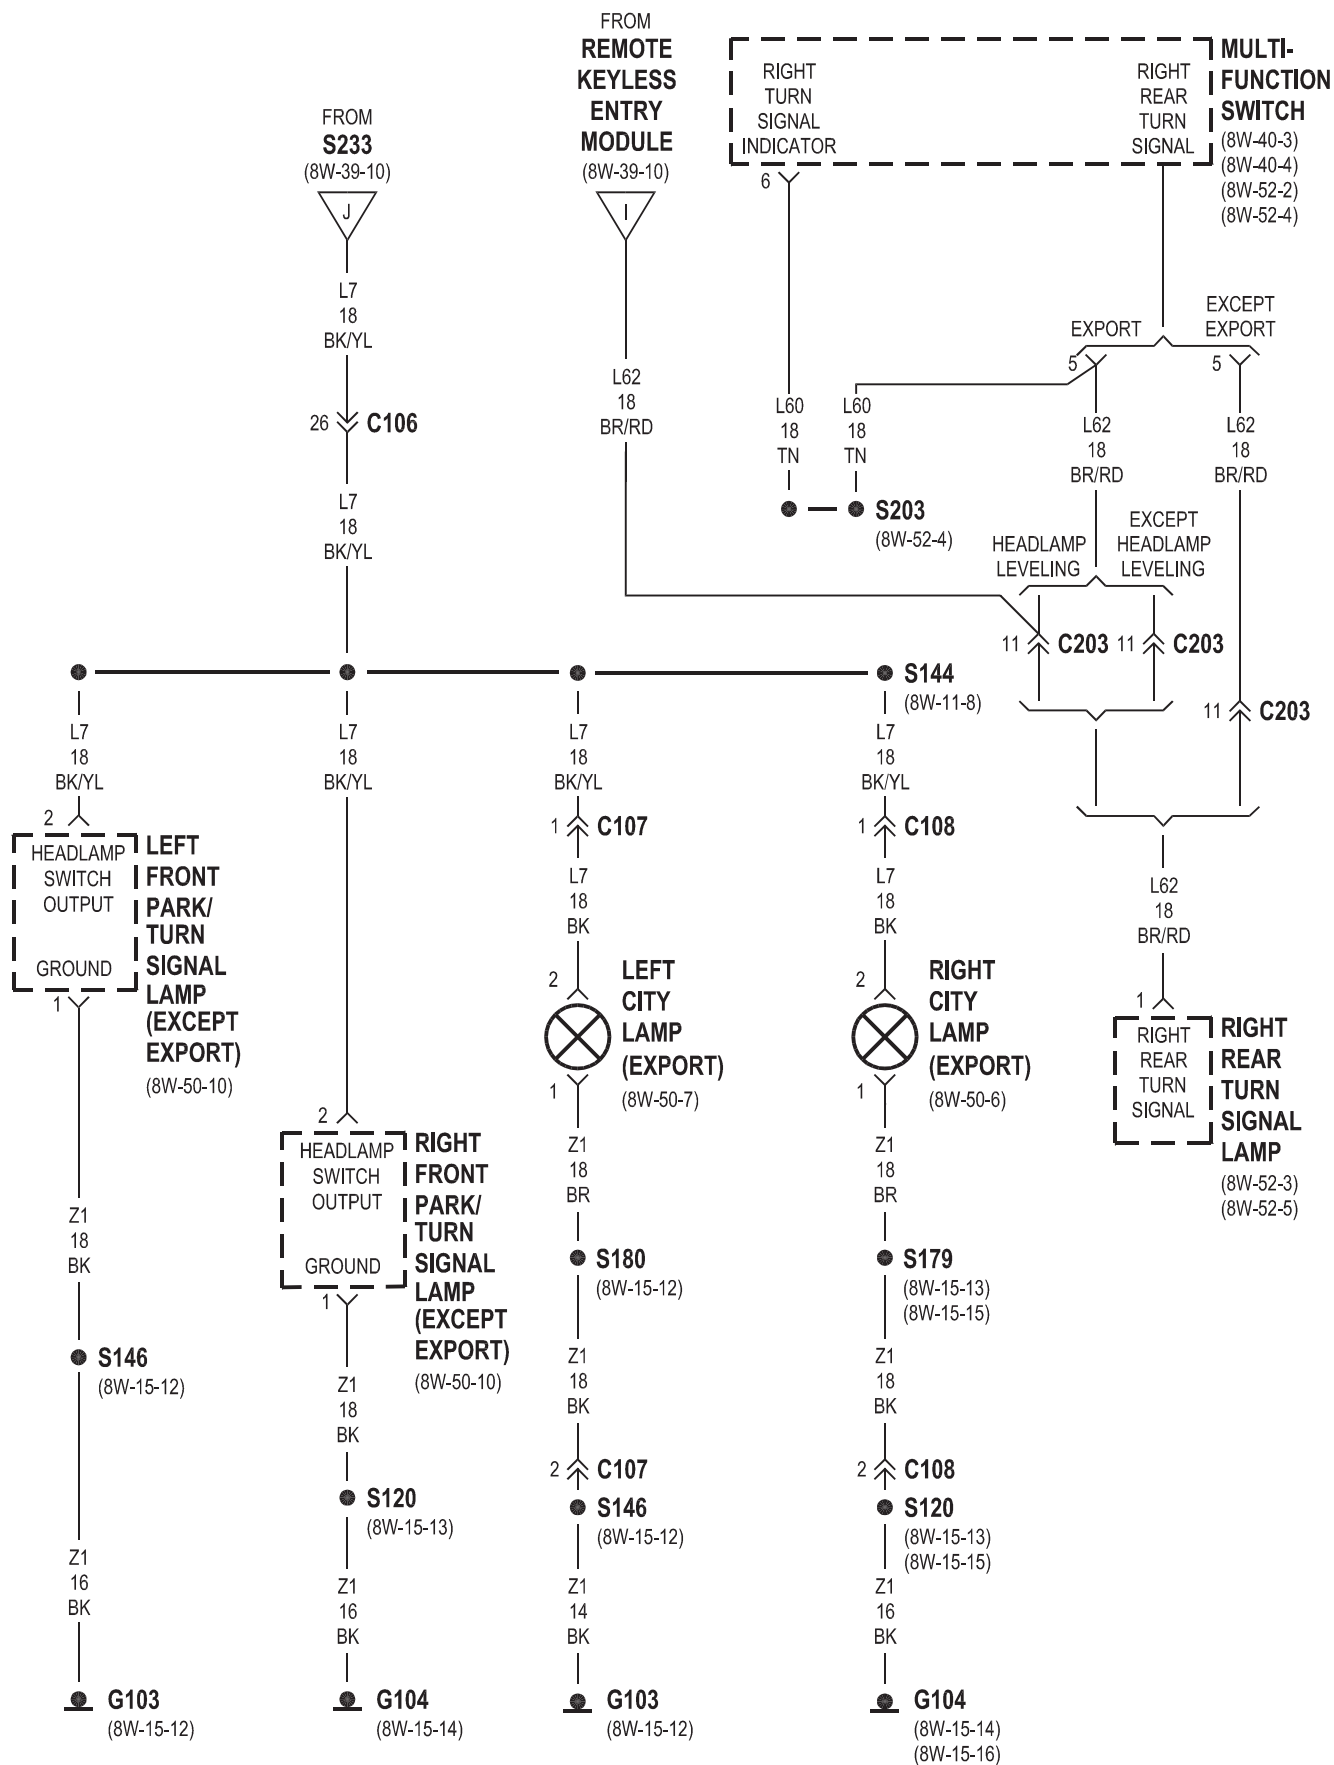 FROM
S233
(8W-39-10)
J
L7
18
BK/YL
26
C106
L7
18
BK/YL
FROM
REMOTE
KEYLESS
ENTRY
MODULE
(8W-39-10)
I
L62
18
BR/RD
RIGHT
TURN
SIGNAL
INDICATOR
RIGHT
REAR
TURN
SIGNAL
MULTI-
FUNCTION
SWITCH
(8W-40-3)
(8W-40-4)
(8W-52-2)
(8W-52-4)
6
EXPORT
EXCEPT
EXPORT
5
5
L60
18
TN
L60
18
TN
L62
18
BR/RD
L62
18
BR/RD
S203
(8W-52-4)
HEADLAMP
LEVELING
EXCEPT
HEADLAMP
LEVELING
11
C203
11
C203
11
C203
S144
(8W-11-8)
L7
18
BK/YL
L7
18
BK/YL
L7
18
BK/YL
L7
18
BK/YL
2
HEADLAMP
SWITCH
OUTPUT
GROUND
LEFT
FRONT
PARK/
TURN
SIGNAL
LAMP
(EXCEPT
EXPORT)
(8W-50-10)
1
Z1
18
BK
S146
(8W-15-12)
Z1
16
BK
G103
(8W-15-12)
2
HEADLAMP
SWITCH
OUTPUT
GROUND
RIGHT
FRONT
PARK/
TURN
SIGNAL
LAMP
(EXCEPT
EXPORT)
(8W-50-10)
1
Z1
18
BK
S120
(8W-15-13)
Z1
16
BK
G104
(8W-15-14)
1
C107
L7
18
BK
2
LEFT
CITY
LAMP
(EXPORT)
(8W-50-7)
1
Z1
18
BR
S180
(8W-15-12)
Z1
18
BK
2
C107
S146
(8W-15-12)
Z1
14
BK
G103
(8W-15-12)
1
C108
L7
18
BK
2
RIGHT
CITY
LAMP
(EXPORT)
(8W-50-6)
1
Z1
18
BR
S179
(8W-15-13)
(8W-15-15)
Z1
18
BK
2
C108
S120
(8W-15-13)
(8W-15-15)
Z1
16
BK
G104
(8W-15-14)
(8W-15-16)
L62
18
BR/RD
1
RIGHT
REAR
TURN
SIGNAL
RIGHT
REAR
TURN
SIGNAL
LAMP
(8W-52-3)
(8W-52-5)